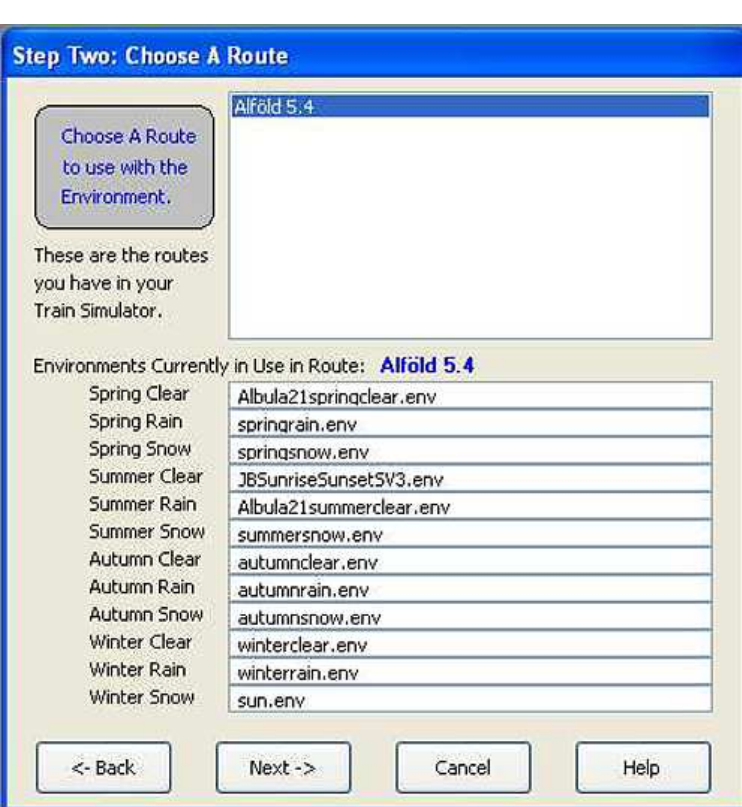 Step Two: Choose A Route
Alföld 5.4
Choose A Route
to use with the
Environment.
These are the routes
you have in your
Train Simulator.
Environments Currently in Use in Route: Alföld 5.4
Spring Clear Albula21springclear.env
Spring Rain springrain.env
Spring Snow springsnow.env
Summer Clear JBSunriseSunsetSV3.env
Summer Rain Albula21summerclear.env
Summer Snow summersnow.env
Autumn Clear autumnclear.env
Autumn Rain autumnrain.env
Autumn Snow autumnsnow.env
Winter Clear winterclear.env
Winter Rain winterrain.env
Winter Snow sun.env
<- Back Next -> Cancel Help